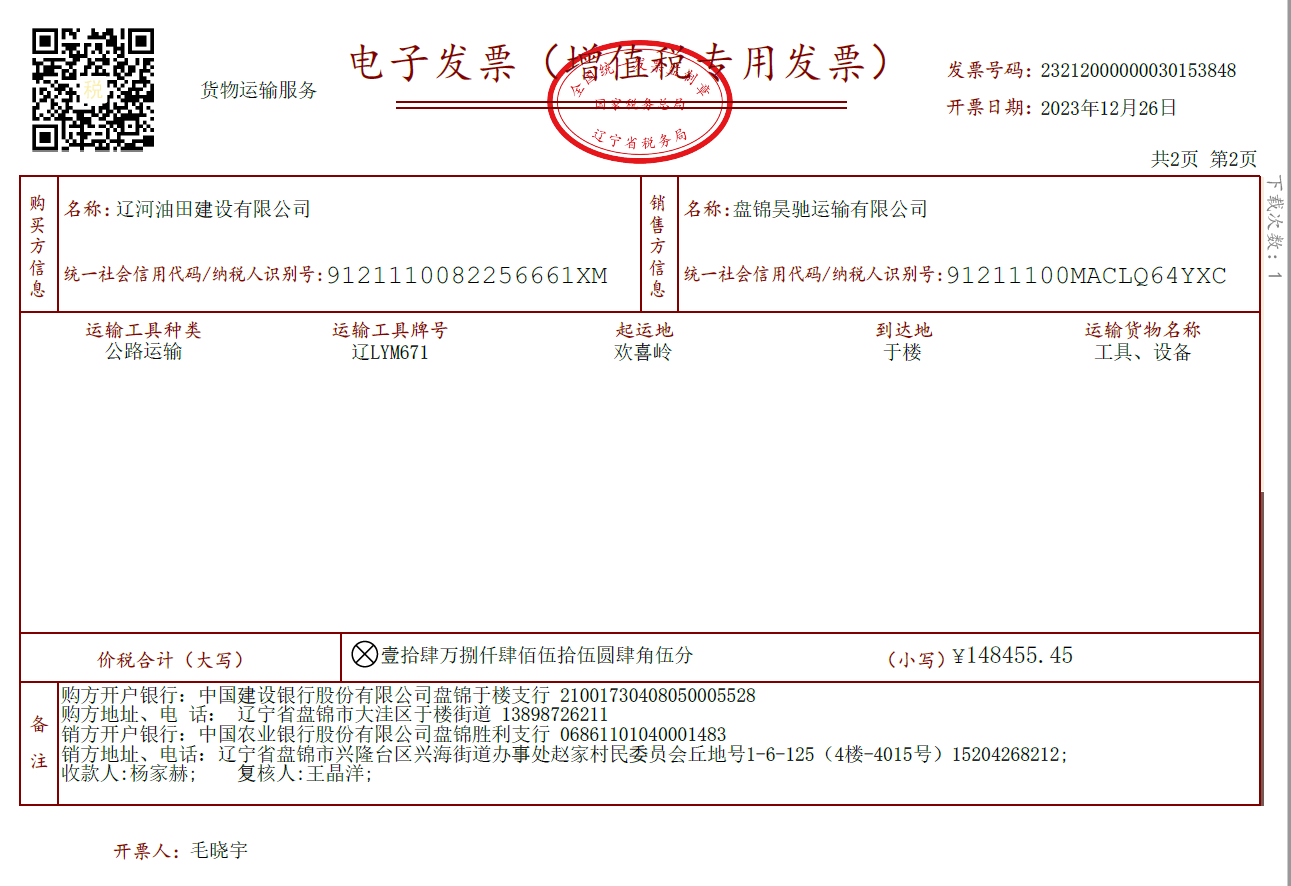 电子发票（增值税专用发票）
税
货物运输服务
全国统一发票监制章
国家税务总局
辽宁省税务局
发票号码：23212000000030153848
开票日期：2023年12月26日
共2页 第2页
下载次数：1
购买方信息
名称：辽河油田建设有限公司
统一社会信用代码/纳税人识别号：9121110082256661XM
销售方信息
名称：盘锦昊驰运输有限公司
统一社会信用代码/纳税人识别号：91211100MACLQ64YXC
运输工具种类 运输工具牌号 起运地 到达地 运输货物名称
公路运输 辽LYM671 欢喜岭 于楼 工具、设备
价税合计（大写） 壹拾肆万捌仟肆佰伍拾伍圆肆角伍分 （小写）¥148455.45
备注
购方开户银行：中国建设银行股份有限公司盘锦于楼支行 21001730408050005528
购方地址、电 话： 辽宁省盘锦市大洼区于楼街道 13898726211
销方开户银行：中国农业银行股份有限公司盘锦胜利支行 06861101040001483
销方地址、电话：辽宁省盘锦市兴隆台区兴海街道办事处赵家村民委员会丘地号1-6-125（4楼-4015号）15204268212;
收款人:杨家赫; 复核人:王晶洋;
开票人：毛晓宇